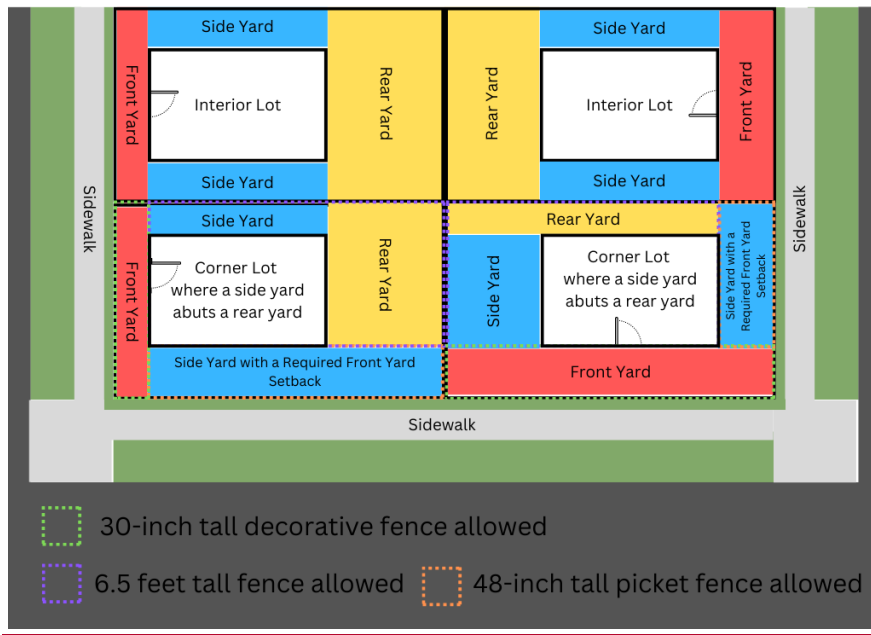 Side Yard
Side Yard
Front Yard
Interior Lot
Rear Yard
Rear Yard
Interior Lot
Front Yard
Side Yard
Side Yard
Sidewalk
Sidewalk
Side Yard
Rear Yard
Front Yard
Corner Lot
where a side yard
abuts a rear yard
Rear Yard
Side Yard
Corner Lot
where a side yard
abuts a rear yard
Side Yard with a
Required Front Yard
Setback
Side Yard with a Required Front Yard
Setback
Front Yard
Sidewalk
30-inch tall decorative fence allowed
6.5 feet tall fence allowed
48-inch tall picket fence allowed